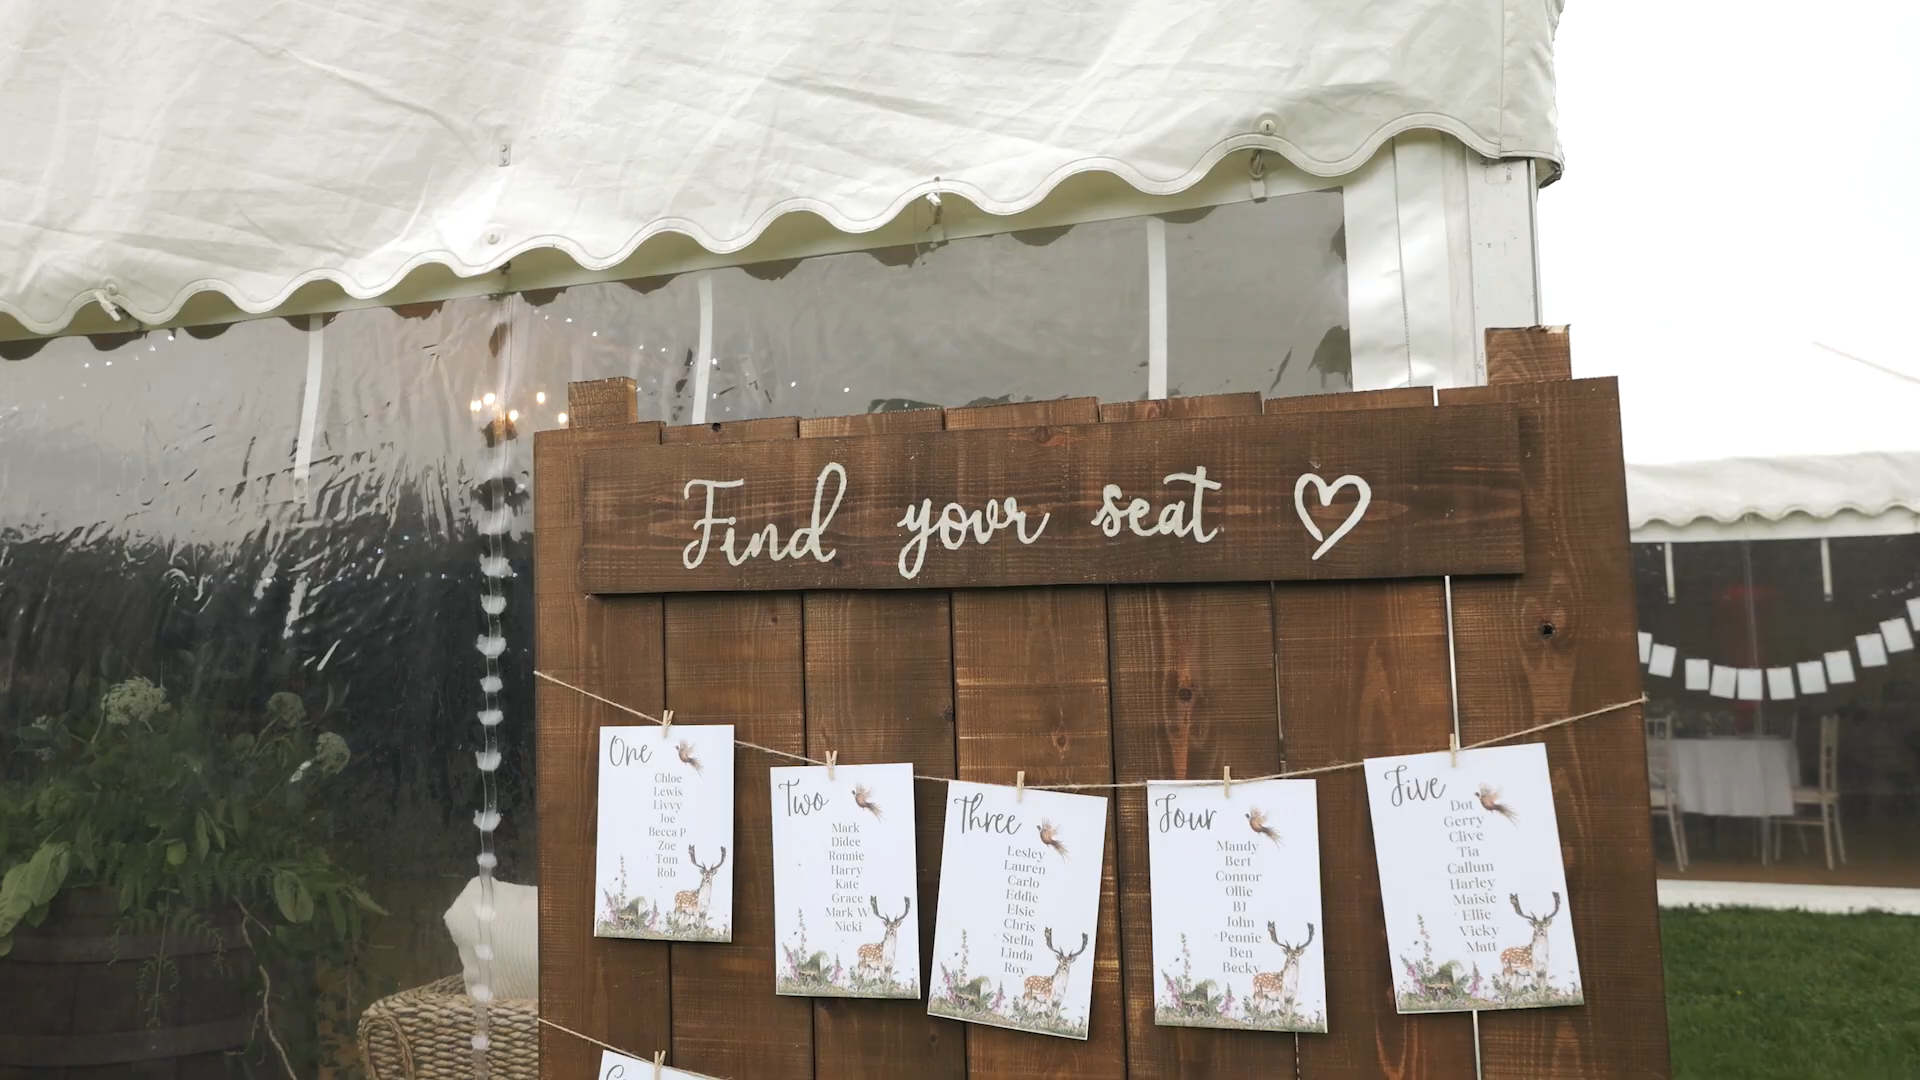 Find your seat
One
Chloe
Lewis
Livvy
Joe
Becca P
Zoe
Tom
Rob
Two
Mark
Didee
Ronnie
Harry
Kate
Grace
Mark W
Nicki
Three
Lesley
Lauren
Carlo
Eddie
Elsie
Chris
Stella
Linda
Roy
Four
Mandy
Bert
Connor
Ollie
BJ
John
Pennie
Ben
Becky
Five
Dot
Gerry
Clive
Tia
Callum
Harley
Maisie
Ellie
Vicky
Matt